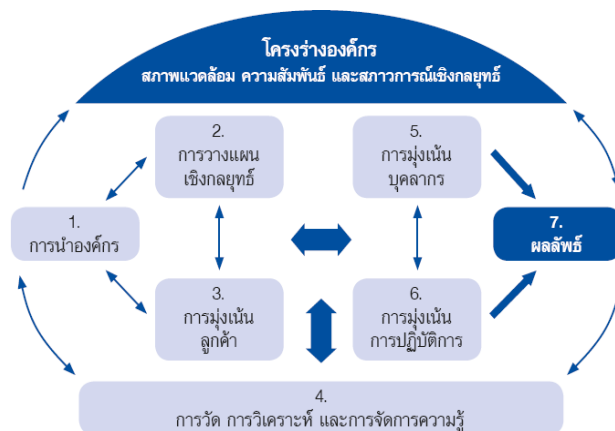 โครงร่างองค์กร
สภาพแวดล้อม ความสัมพันธ์ และสภาวการณ์เชิงกลยุทธ์
1.
การนำองค์กร
2.
การวางแผน
เชิงกลยุทธ์
3.
การมุ่งเน้น
ลูกค้า
5.
การมุ่งเน้น
บุคลากร
6.
การมุ่งเน้น
การปฏิบัติการ
7.
ผลลัพธ์
4.
การวัด การวิเคราะห์ และการจัดการความรู้